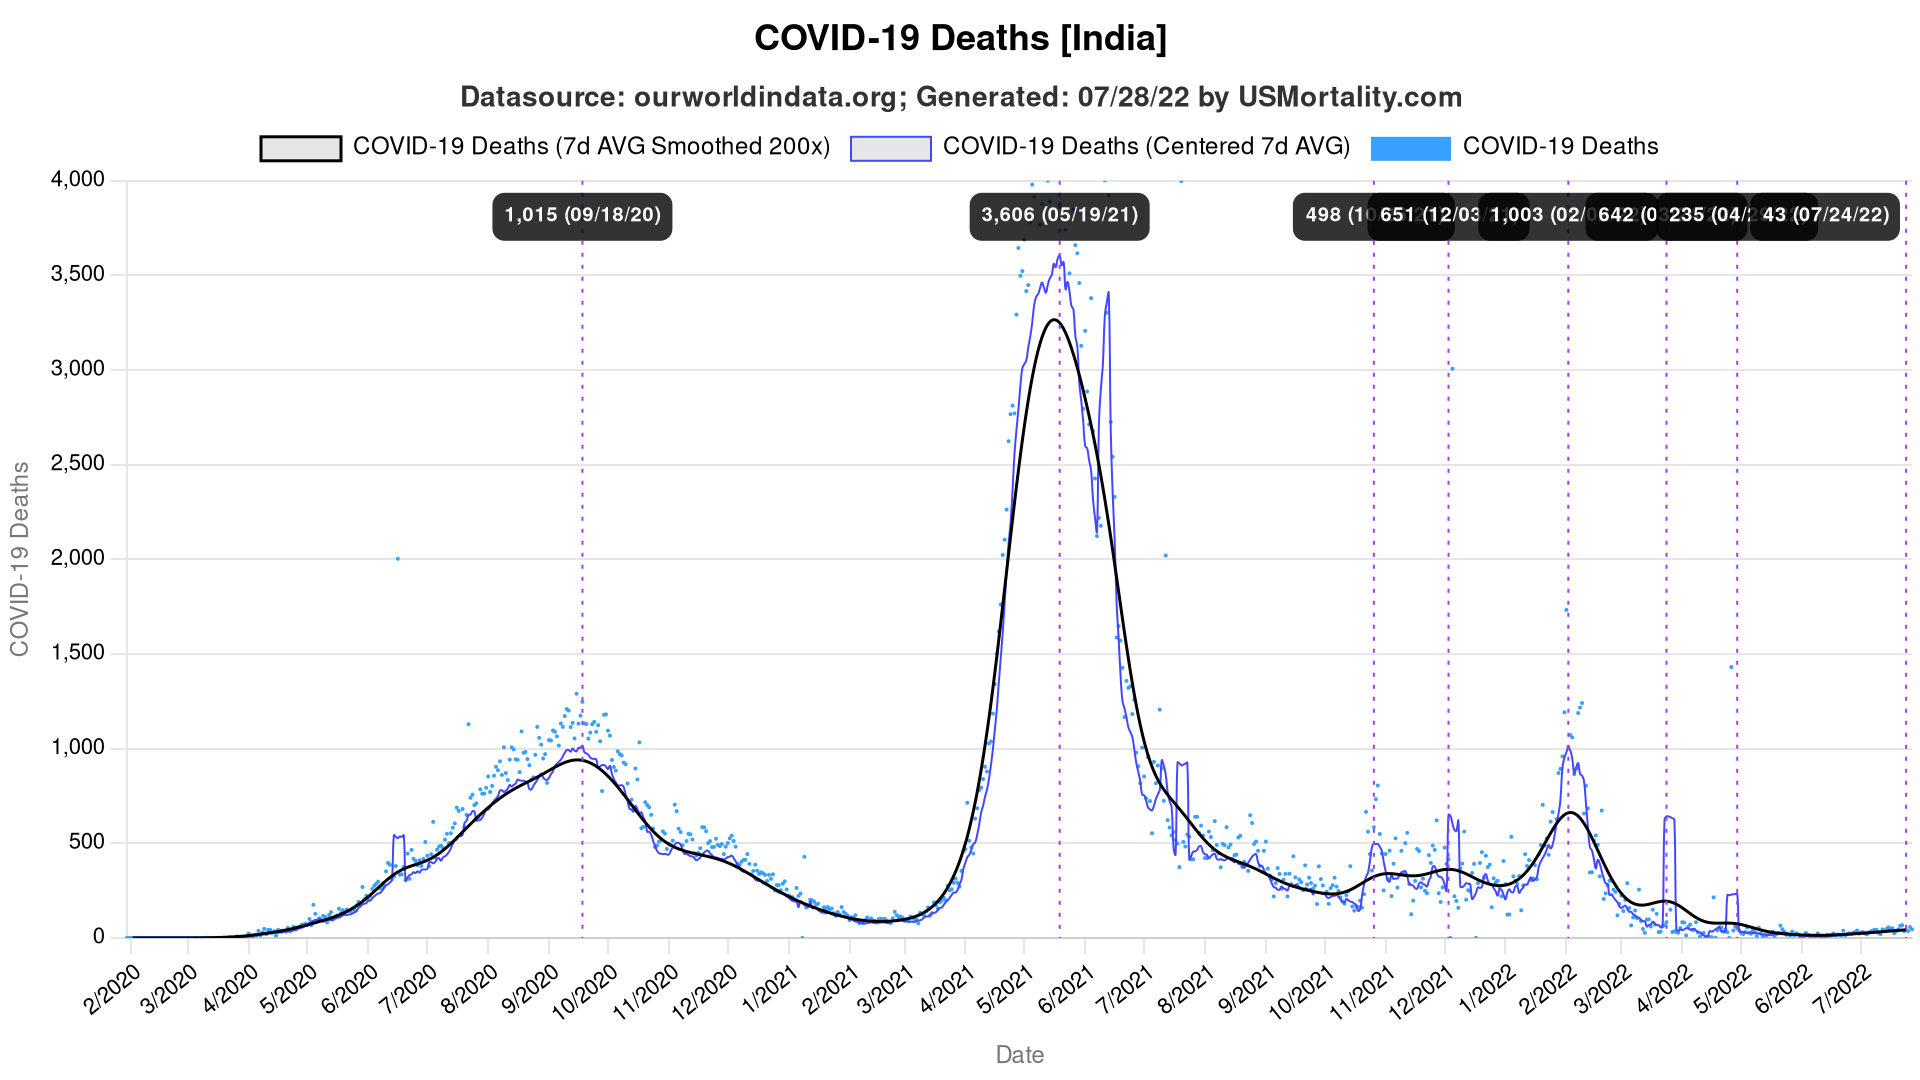 COVID-19 Deaths [India]
Datasource: ourworldindata.org; Generated: 07/28/22 by USMortality.com
COVID-19 Deaths (7d AVG Smoothed 200x) COVID-19 Deaths (Centered 7d AVG) COVID-19 Deaths
4,000
1,015 (09/18/20) 3,606 (05/19/21) 498 (10 651 (12/03 1,003 (02/0 642 (03 235 (04/29 43 (07/24/22)
3,500
3,000
2,500
2,000
1,500
1,000
500
0
COVID-19 Deaths
2/2020 3/2020 4/2020 5/2020 6/2020 7/2020 8/2020 9/2020 10/2020 11/2020 12/2020 1/2021 2/2021 3/2021 4/2021 5/2021 6/2021 7/2021 8/2021 9/2021 10/2021 11/2021 12/2021 1/2022 2/2022 3/2022 4/2022 5/2022 6/2022 7/2022
Date